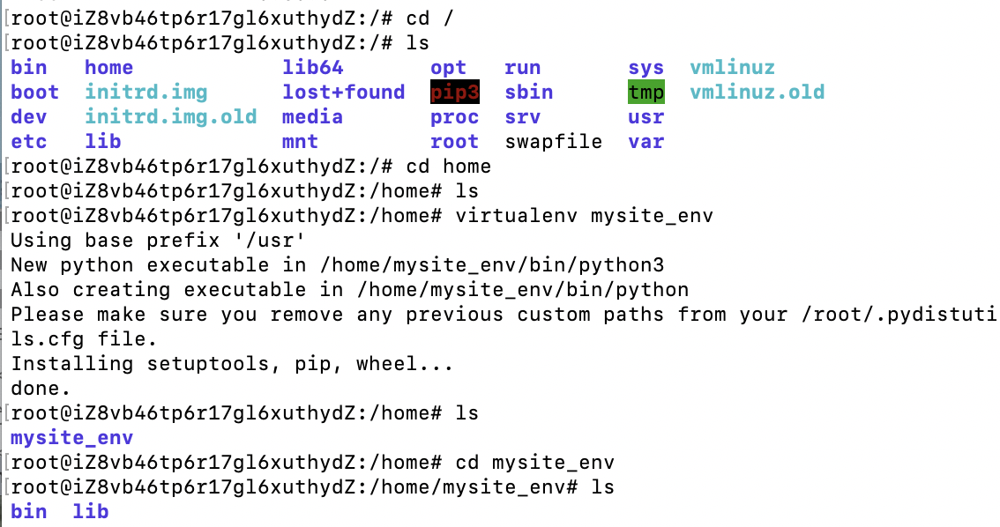 [root@iZ8vb46tp6r17gl6xuthydZ:/# cd /
[root@iZ8vb46tp6r17gl6xuthydZ:/# ls
bin   home            lib64       opt   run       sys  vmlinuz
boot  initrd.img      lost+found  pip3  sbin      tmp  vmlinuz.old
dev   initrd.img.old  media       proc  srv       usr
etc   lib             mnt         root  swapfile  var
[root@iZ8vb46tp6r17gl6xuthydZ:/# cd home
[root@iZ8vb46tp6r17gl6xuthydZ:/home# ls
[root@iZ8vb46tp6r17gl6xuthydZ:/home# virtualenv mysite_env
Using base prefix '/usr'
New python executable in /home/mysite_env/bin/python3
Also creating executable in /home/mysite_env/bin/python
Please make sure you remove any previous custom paths from your /root/.pydistuti
ls.cfg file.
Installing setuptools, pip, wheel...
done.
[root@iZ8vb46tp6r17gl6xuthydZ:/home# ls
mysite_env
[root@iZ8vb46tp6r17gl6xuthydZ:/home# cd mysite_env
[root@iZ8vb46tp6r17gl6xuthydZ:/home/mysite_env# ls
bin  lib